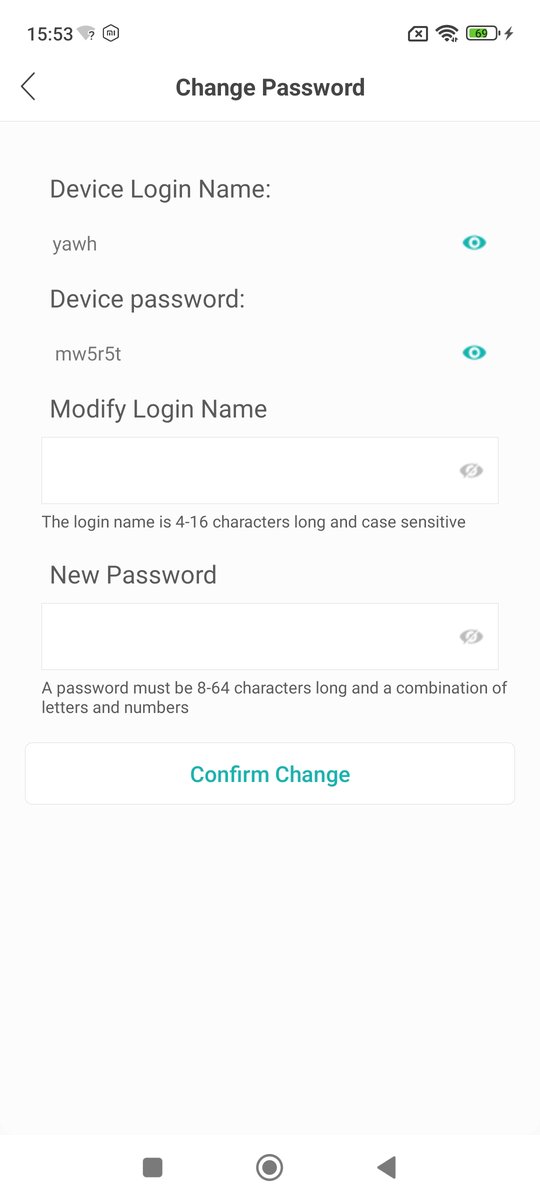 15:53
69
Change Password
Device Login Name:
yawh
Device password:
mw5r5t
Modify Login Name
The login name is 4-16 characters long and case sensitive
New Password
A password must be 8-64 characters long and a combination of
letters and numbers
Confirm Change